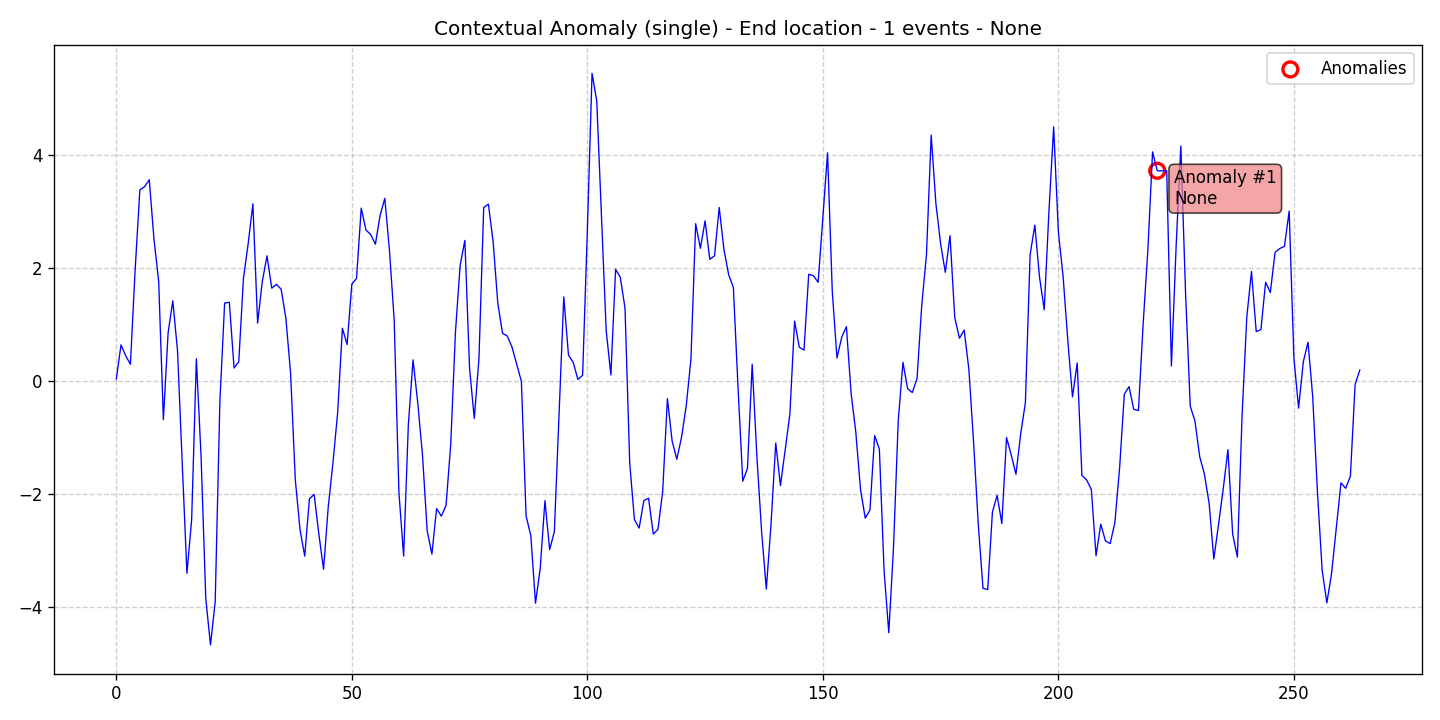 Contextual Anomaly (single) - End location - 1 events - None
Anomalies
Anomaly #1
None
4
2
0
−2
−4
0
50
100
150
200
250